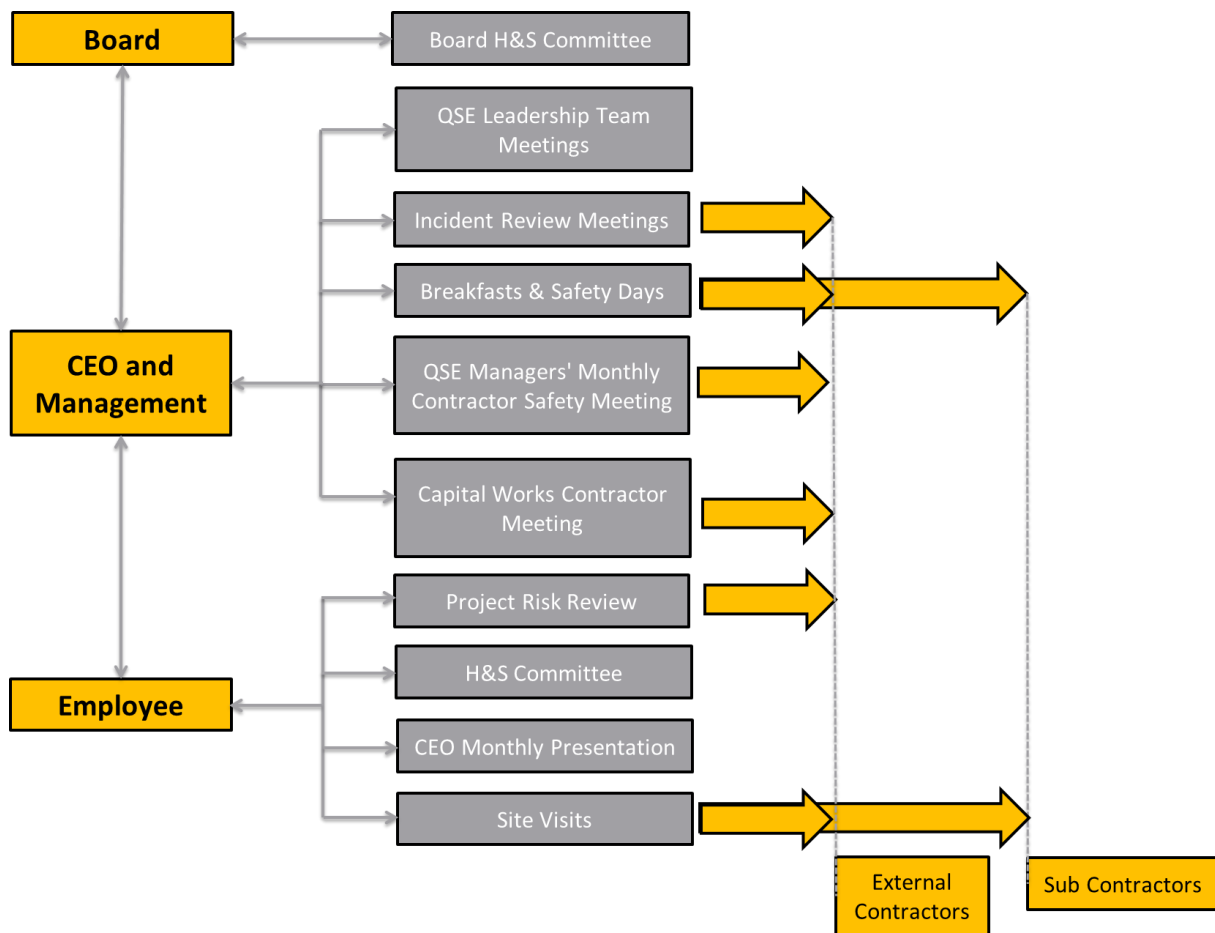 Board
Board H&S Committee
QSE Leadership Team
Meetings
Incident Review Meetings
Breakfasts & Safety Days
CEO and
Management
QSE Managers' Monthly
Contractor Safety Meeting
Capital Works Contractor
Meeting
Project Risk Review
H&S Committee
Employee
CEO Monthly Presentation
Site Visits
External
Contractors
Sub Contractors